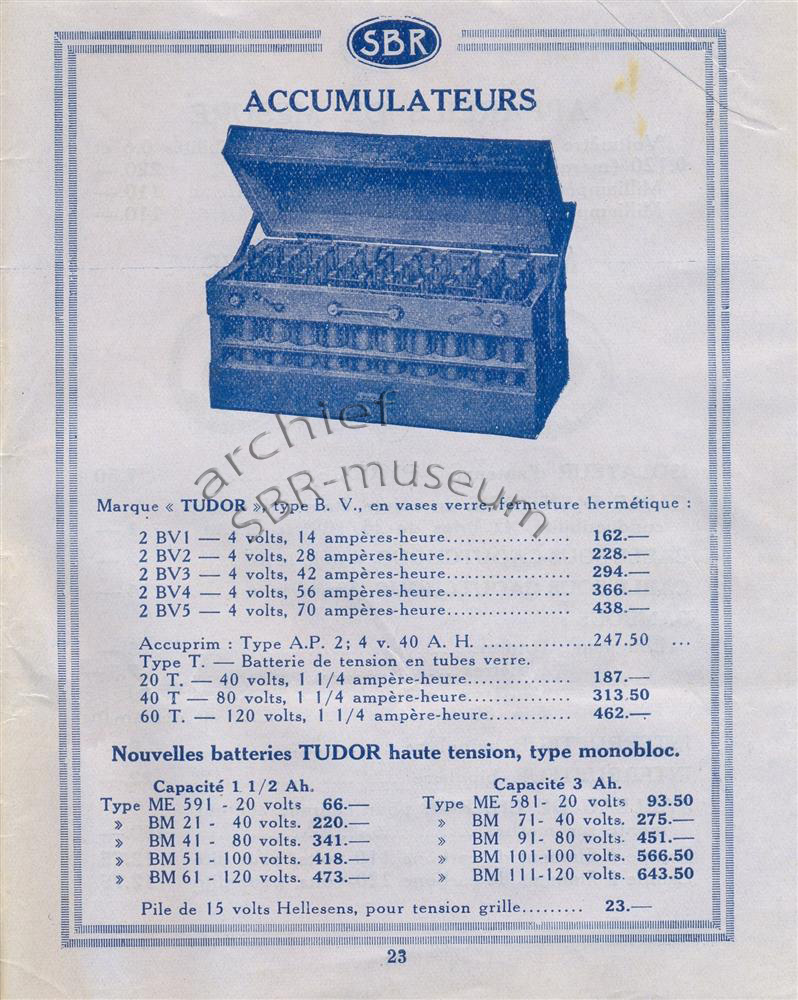 SBR
ACCUMULATEURS
archief
SBR-museum
Marque « TUDOR », type B. V., en vases verre, fermeture hermétique :
2 BV1 — 4 volts, 14 ampères-heure.................. 162.—
2 BV2 — 4 volts, 28 ampères-heure.................. 228.—
2 BV3 — 4 volts, 42 ampères-heure.................. 294.—
2 BV4 — 4 volts, 56 ampères-heure.................. 366.—
2 BV5 — 4 volts, 70 ampères-heure.................. 438.—
Accuprim : Type A.P. 2; 4 v. 40 A. H. ................247.50 ...
Type T. — Batterie de tension en tubes verre.
20 T. — 40 volts, 1 1/4 ampère-heure............... 187.—
40 T — 80 volts, 1 1/4 ampère-heure............... 313.50
60 T. — 120 volts, 1 1/4 ampère-heure............ 462.—
Nouvelles batteries TUDOR haute tension, type monobloc.
Capacité 1 1/2 Ah.
Type ME 591 - 20 volts 66.—
» BM 21 - 40 volts. 220.—
» BM 41 - 80 volts. 341.—
» BM 51 - 100 volts. 418.—
» BM 61 - 120 volts. 473.—
Capacité 3 Ah.
Type ME 581- 20 volts 93.50
» BM 71- 40 volts. 275.—
» BM 91- 80 volts. 451.—
» BM 101-100 volts. 566.50
» BM 111-120 volts. 643.50
Pile de 15 volts Hellesens, pour tension grille......... 23.—
23